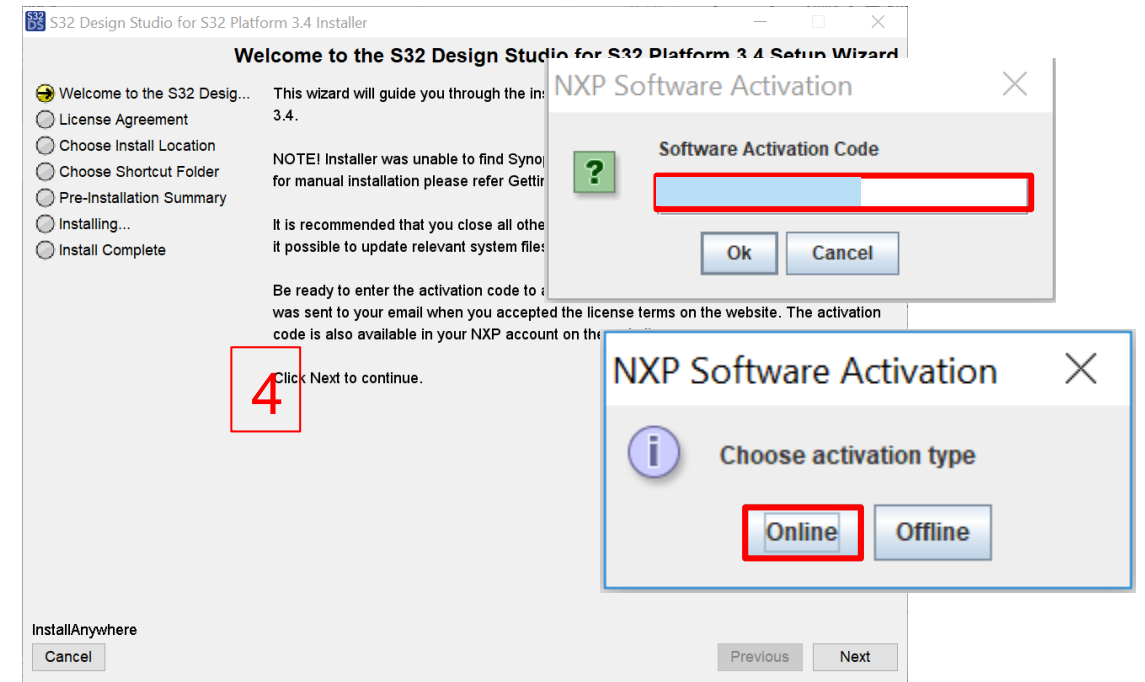 S32 DS
S32 Design Studio for S32 Platform 3.4 Installer
Welcome to the S32 Design Studio for S32 Platform 3.4 Setup Wizard
Welcome to the S32 Desig...
License Agreement
Choose Install Location
Choose Shortcut Folder
Pre-Installation Summary
Installing...
Install Complete
This wizard will guide you through the ins
3.4.
NOTE! Installer was unable to find Synop
for manual installation please refer Gettin
It is recommended that you close all othe
it possible to update relevant system files
Be ready to enter the activation code to a
was sent to your email when you accepted the license terms on the website. The activation
code is also available in your NXP account on the
Click Next to continue.
4
NXP Software Activation
Software Activation Code
?
Ok
Cancel
NXP Software Activation
i
Choose activation type
Online
Offline
InstallAnywhere
Cancel
Previous
Next